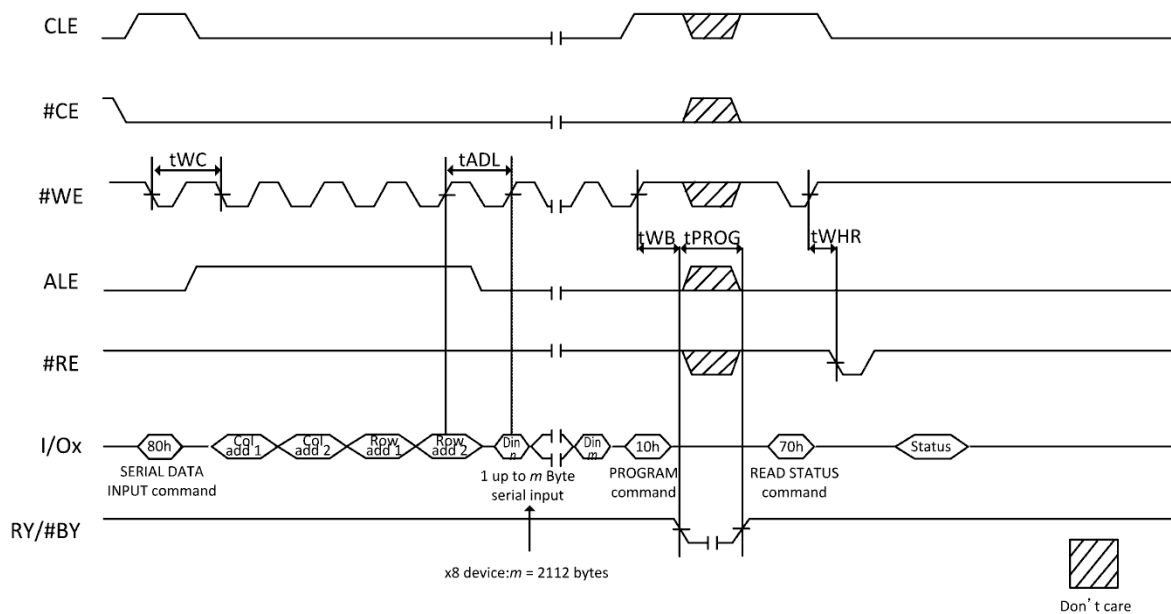 CLE
#CE
tWC
tADL
#WE
tWB
tPROG
tWHR
ALE
#RE
I/Ox
80h
Col
add 1
Col
add 2
Row
add 1
Row
add 2
Din
n
Din
m
10h
70h
Status
SERIAL DATA
INPUT command
1 up to m Byte
serial input
PROGRAM
command
READ STATUS
command
RY/#BY
x8 device:m = 2112 bytes
Don't care